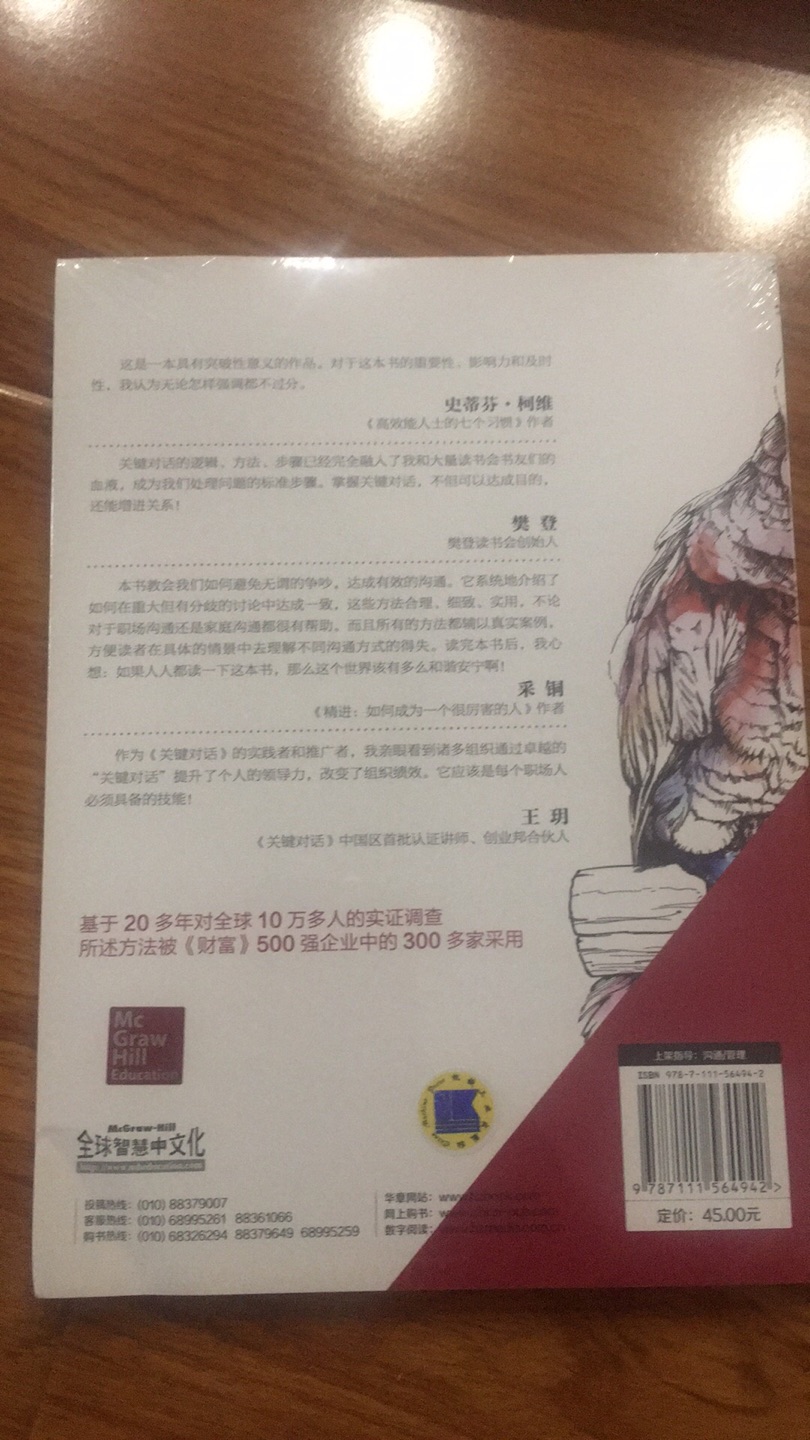 这是一本具有突破性意义的作品。对于这本书的重要性、影响力和及时
性，我认为无论怎样强调都不过分。
史蒂芬·柯维
《高效能人士的七个习惯》作者
关键对话的逻辑、方法、步骤已经完全融入了我和大量读书会书友们的
血液，成为我们处理问题的标准步骤。掌握关键对话，不但可以达成目的，
还能增进关系！
樊 登
樊登读书会创始人
本书教会我们如何避免无谓的争吵，达成有效的沟通。它系统地介绍了
如何在重大但有分歧的讨论中达成一致，这些方法合理、细致、实用，不论
对于职场沟通还是家庭沟通都很有帮助。而且所有的方法都辅以真实案例，
方便读者在具体的情景中去理解不同沟通方式的得失。读完本书后，我心
想：如果人人都读一下这本书，那么这个世界该有多么和谐安宁啊！
采 铜
《精进：如何成为一个很厉害的人》作者
作为《关键对话》的实践者和推广者，我亲眼看到诸多组织通过卓越的
“关键对话”提升了个人的领导力，改变了组织绩效。它应该是每个职场人
必须具备的技能！
王 玥
《关键对话》中国区首批认证讲师、创业邦合伙人
基于 20 多年对全球 10 万多人的实证调查
所述方法被《财富》500 强企业中的 300 多家采用
Mc
Graw
Hill
Education
McGraw-Hill
全球智慧中文化
上架指导：沟通/管理
ISBN 978-7-111-56494-2
9 787111 564942 >
定价：45.00元
投稿热线：(010) 88379007
客服热线：(010) 68995261 88361066
购书热线：(010) 68326294 88379649 68995259
华章网站：
网上购书：
数字阅读：